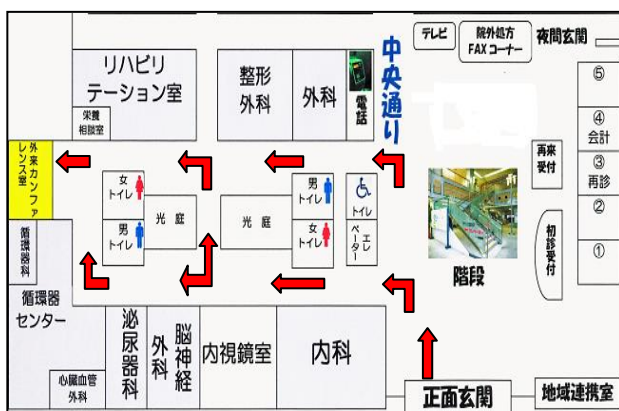 リハビリ
テーション室
栄養
相談室
整形
外科
外科
電話
中央通り
テレビ
院外処方
FAXコーナー
夜間玄関
⑤
④
会計
③
再診
②
①
再来
受付
初診受付
外来カンファ
レンス室
女
トイレ
男
トイレ
光庭
光庭
男
トイレ
女
トイレ
トイレ
エレ
ベーター
階段
循環器科
循環器
センター
心臓血管
外科
泌尿器科
脳神経
外科
内視鏡室
内科
正面玄関
地域連携室